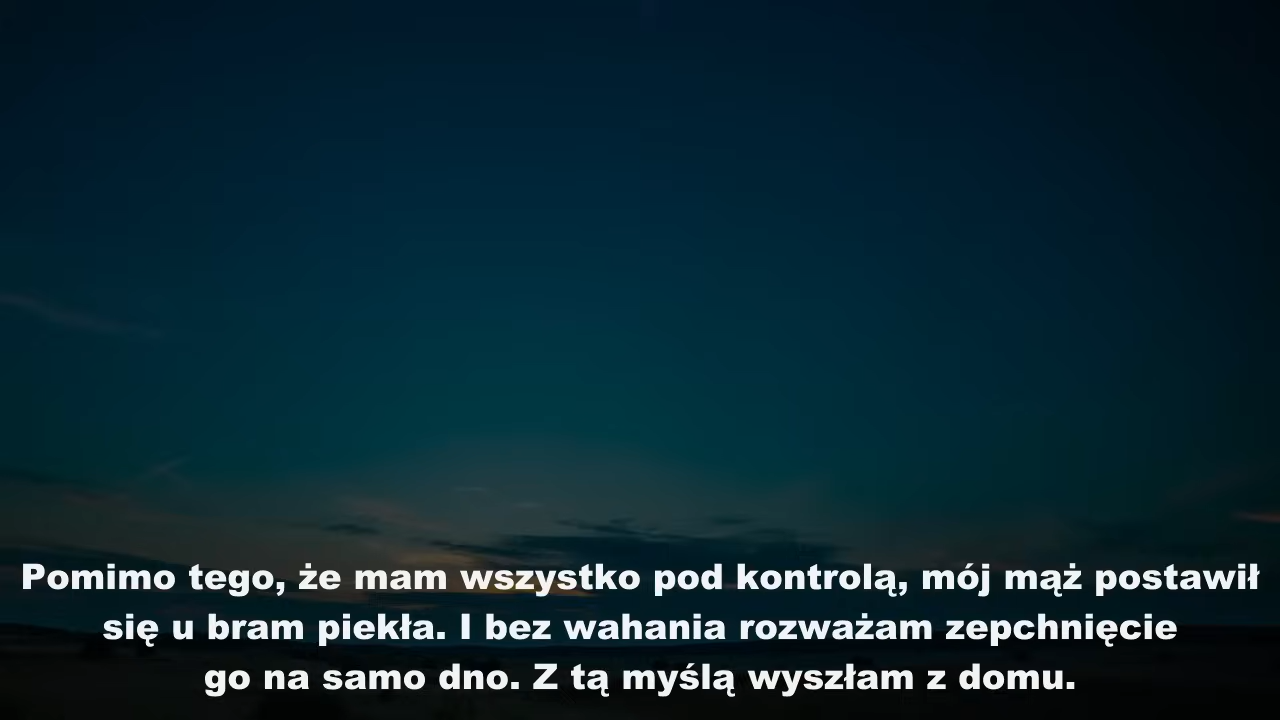 Pomimo tego, że mam wszystko pod kontrolą, mój mąż postawił
się u bram piekła. I bez wahania rozważam zepchnięcie
go na samo dno. Z tą myślą wyszłam z domu.